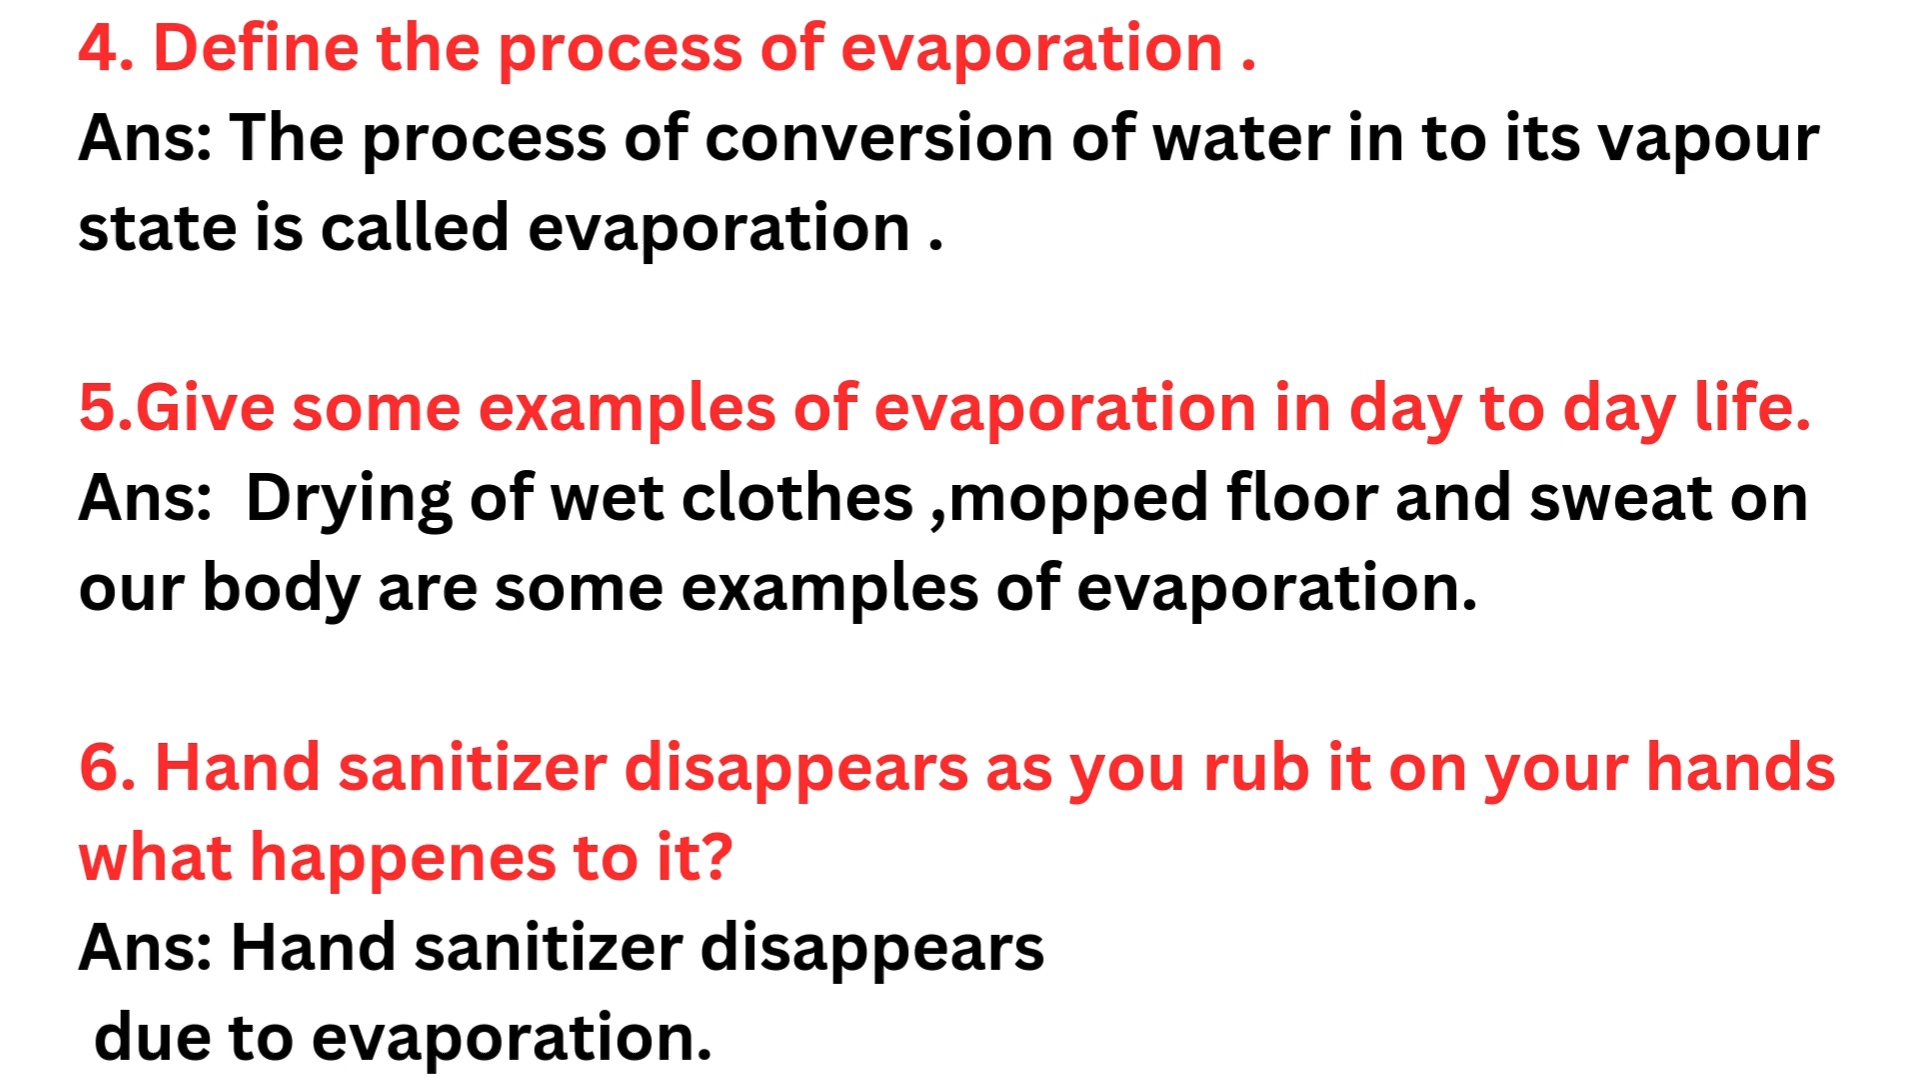 4. Define the process of evaporation .
Ans: The process of conversion of water in to its vapour
state is called evaporation .
5.Give some examples of evaporation in day to day life.
Ans:  Drying of wet clothes ,mopped floor and sweat on
our body are some examples of evaporation.
6. Hand sanitizer disappears as you rub it on your hands
what happenes to it?
Ans: Hand sanitizer disappears
due to evaporation.